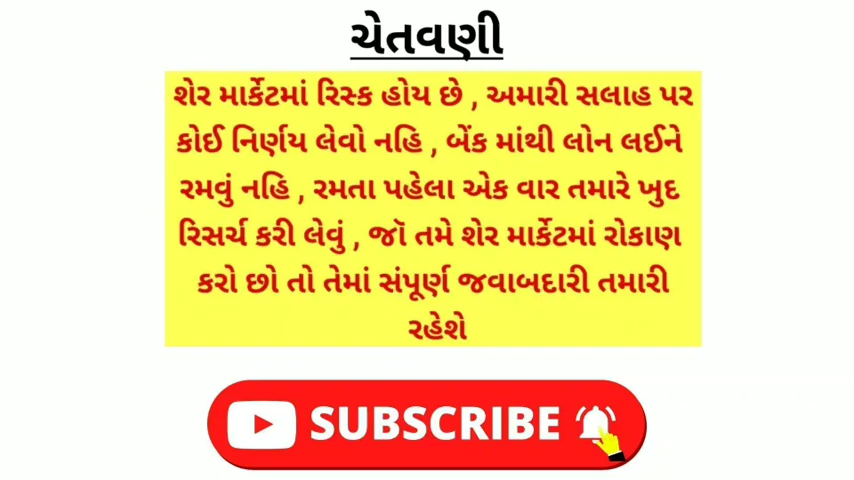 ચેતવણી
શેર માર્કેટમાં રિસ્ક હોય છે , અમારી સલાહ પર
કોઈ નિર્ણય લેવો નહિ , બેંક માંથી લોન લઈને
રમવું નહિ , રમતા પહેલા એક વાર તમારે ખુદ
રિસર્ચ કરી લેવું , જૉ તમે શેર માર્કેટમાં રોકાણ
કરો છો તો તેમાં સંપૂર્ણ જવાબદારી તમારી
રહેશે
SUBSCRIBE